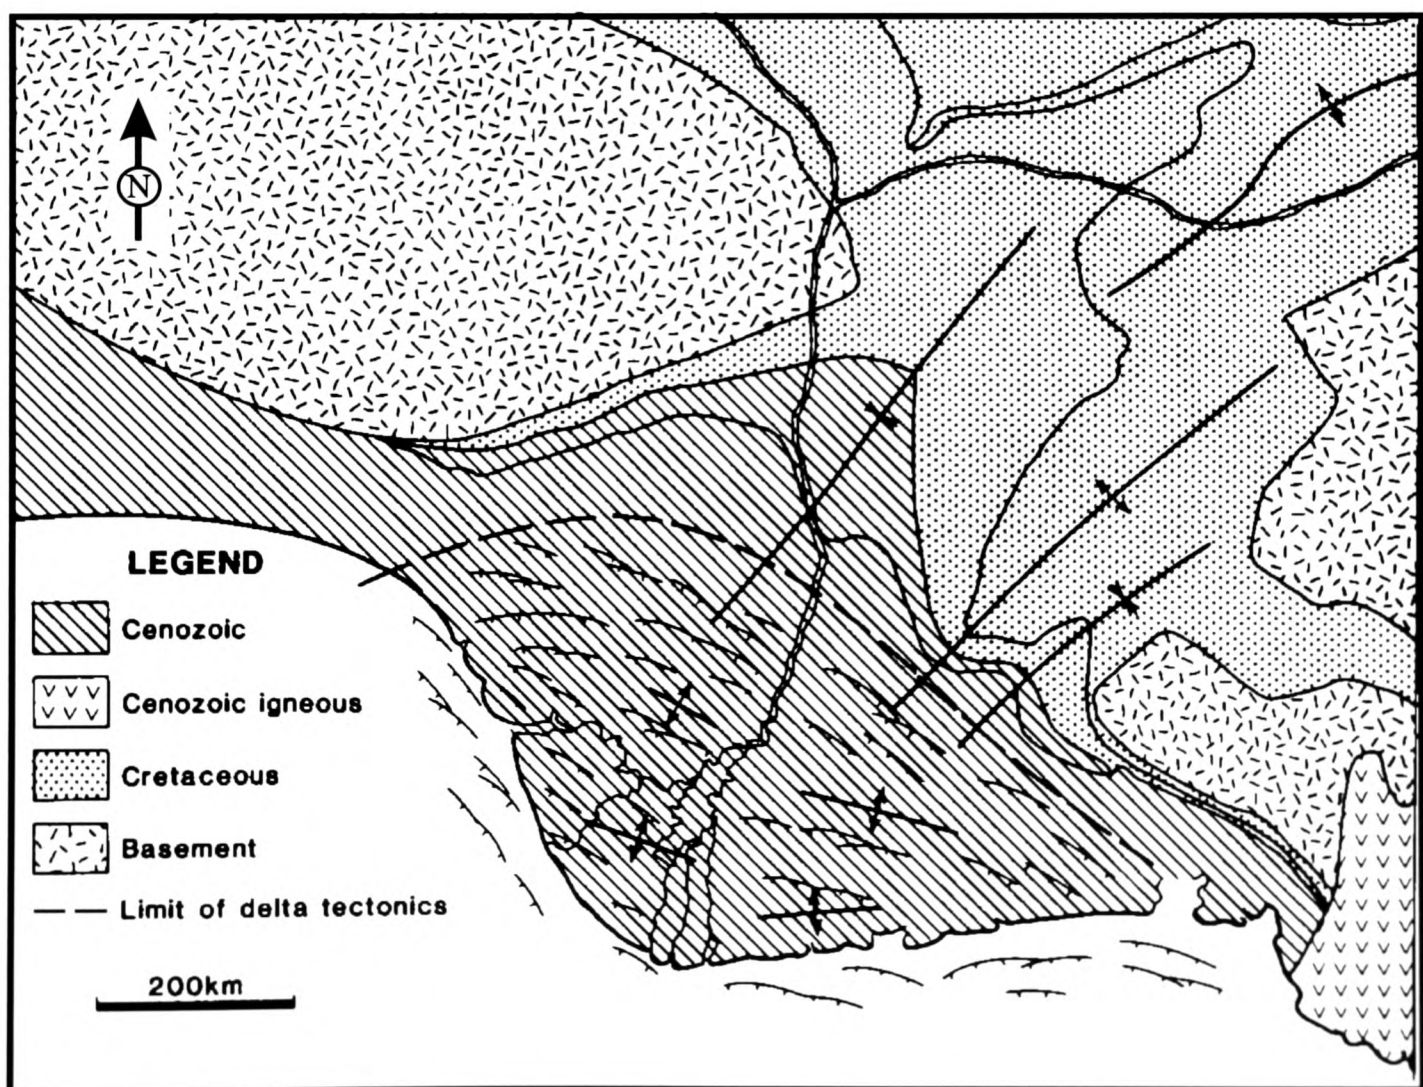 N
LEGEND
Cenozoic
Cenozoic igneous
Cretaceous
Basement
Limit of delta tectonics
200km